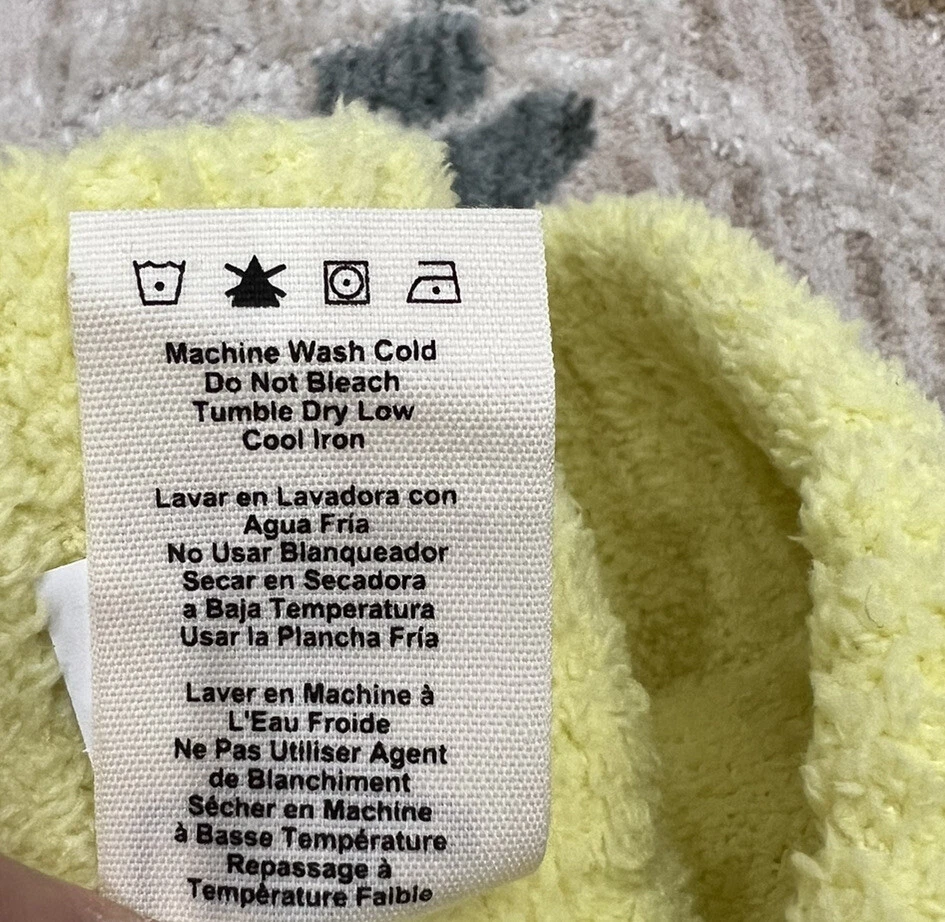 Machine Wash Cold
Do Not Bleach
Tumble Dry Low
Cool Iron
Lavar en Lavadora con
Agua Fría
No Usar Blanqueador
Secar en Secadora
a Baja Temperatura
Usar la Plancha Fría
Laver en Machine à
L'Eau Froide
Ne Pas Utiliser Agent
de Blanchiment
Sécher en Machine
à Basse Température
Repassage à
Température Faible